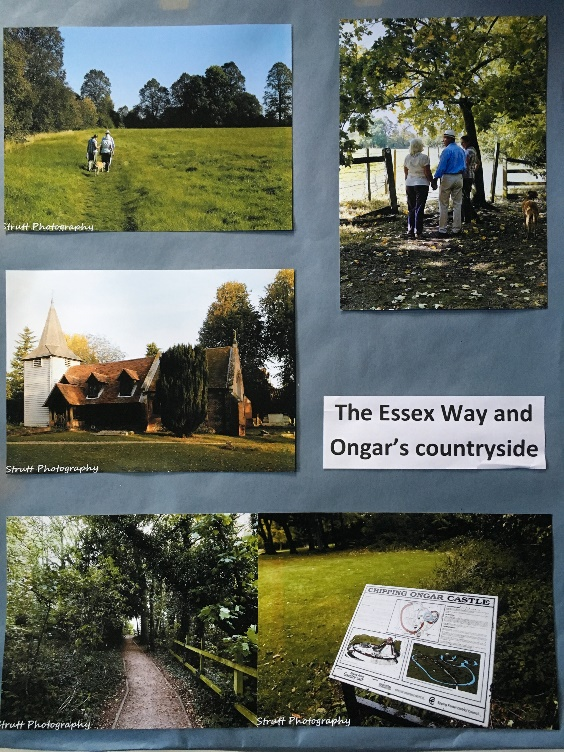 Strutt Photography
The Essex Way and
Ongar's countryside
Strutt Photography
Strutt Photography
CHIPPING ONGAR CASTLE
Strutt Photography